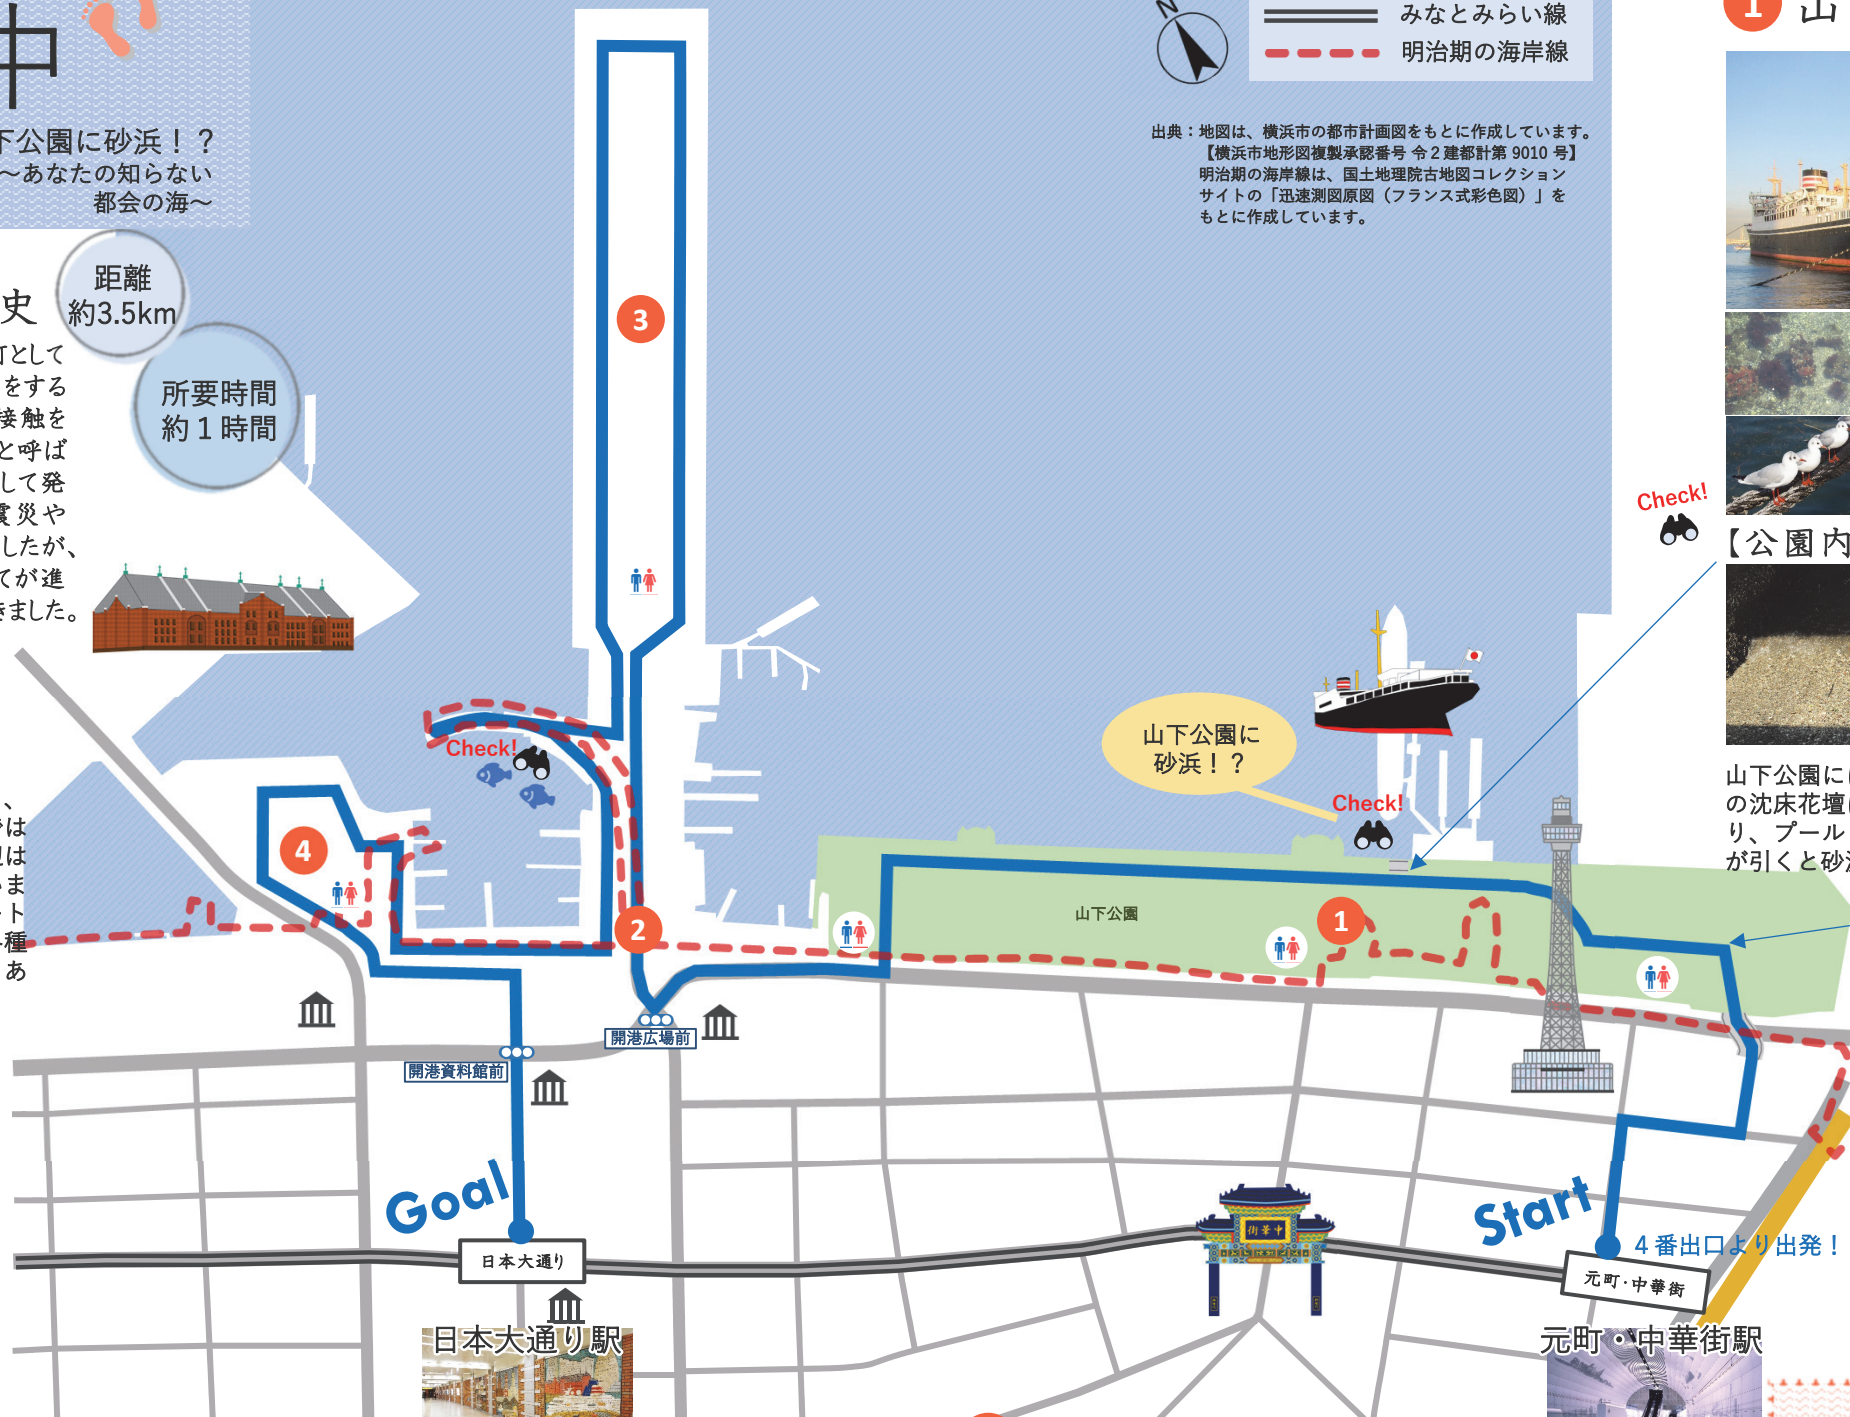 中
下公園に砂浜！？
～あなたの知らない
都会の海～
距離
約3.5km
所要時間
約１時間
史
町として
をする
接触を
と呼ば
して発
震災や
したが、
てが進
きました。
N
みなとみらい線
明治期の海岸線
出典：地図は、横浜市の都市計画図をもとに作成しています。
【横浜市地形図複製承認番号 令２建都計第 9010 号】
明治期の海岸線は、国土地理院古地図コレクション
サイトの「迅速測図原図（フランス式彩色図）」を
もとに作成しています。
1 山
3
Check!
【公園内
山下公園に
の沈床花壇
り、プール
が引くと砂浜
山下公園に
砂浜！？
Check!
Check!
4
2
1
山下公園
、
では
辺は
いま
ート
種
あ
開港広場前
開港資料館前
Goal
日本大通り
日本大通り駅
中華街
Start
４番出口より出発！
元町・中華街
元町・中華街駅